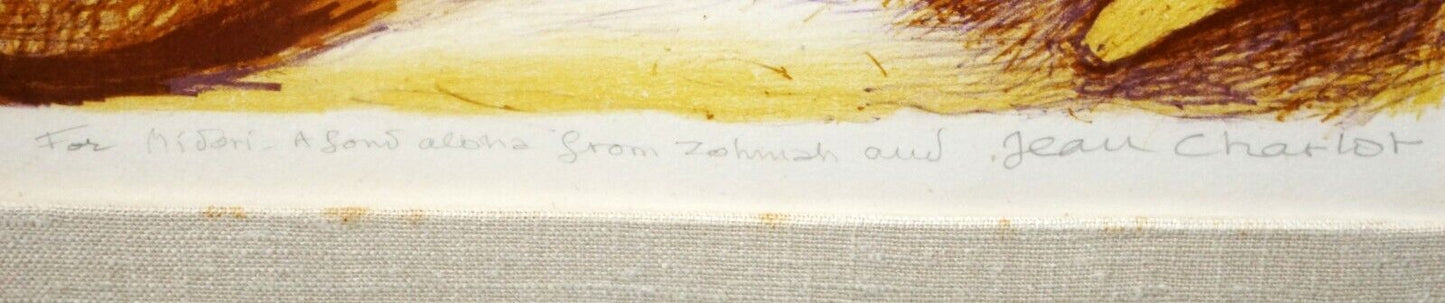 For Midori - A fond aloha from Zohmah and Jean Charlot